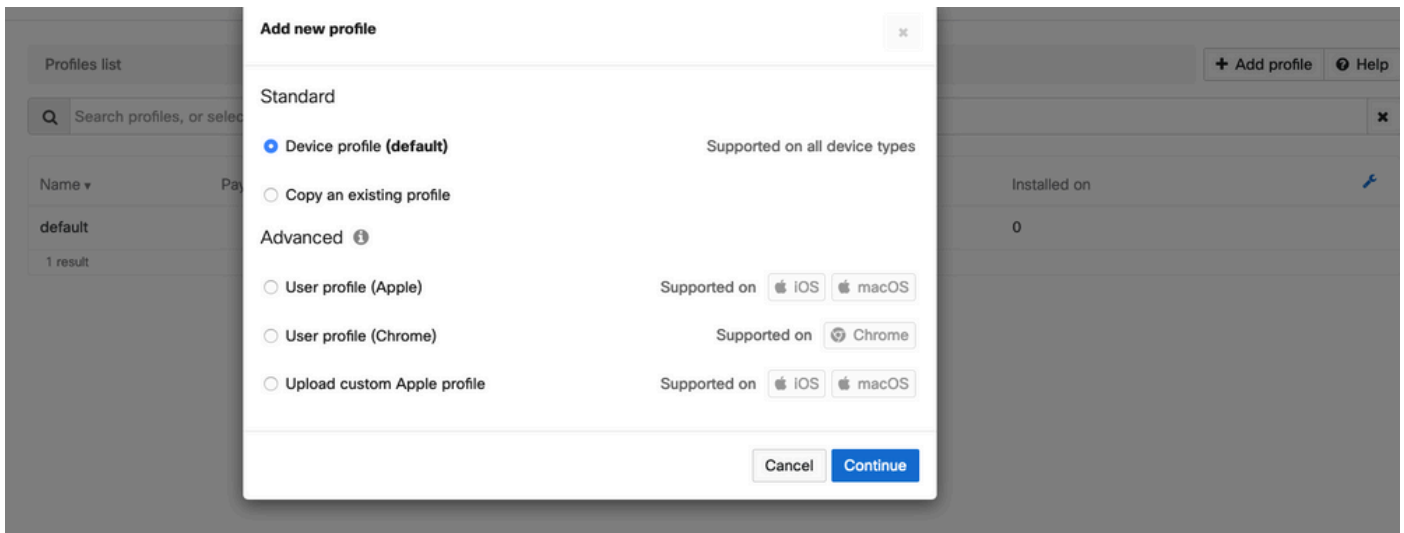 Add new profile
Profiles list
Add profile
Help
Search profiles, or selec
Standard
Device profile (default)
Supported on all device types
Copy an existing profile
Name
Pay
Installed on
default
0
1 result
Advanced
User profile (Apple)
Supported on iOS macOS
User profile (Chrome)
Supported on Chrome
Upload custom Apple profile
Supported on iOS macOS
Cancel
Continue